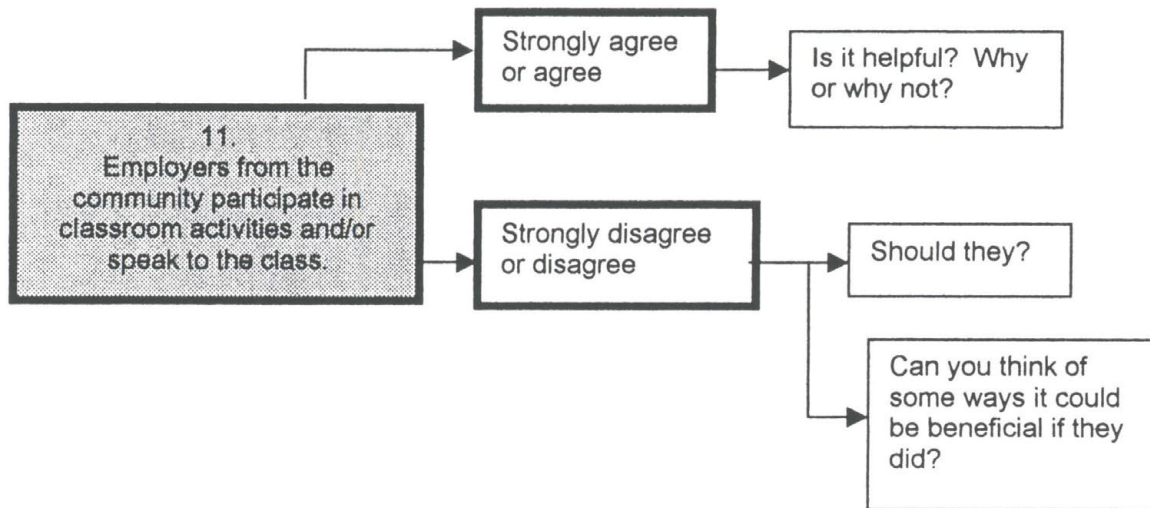 11.
Employers from the
community participate in
classroom activities and/or
speak to the class.
Strongly agree
or agree
Is it helpful? Why
or why not?
Strongly disagree
or disagree
Should they?
Can you think of
some ways it could
be beneficial if they
did?